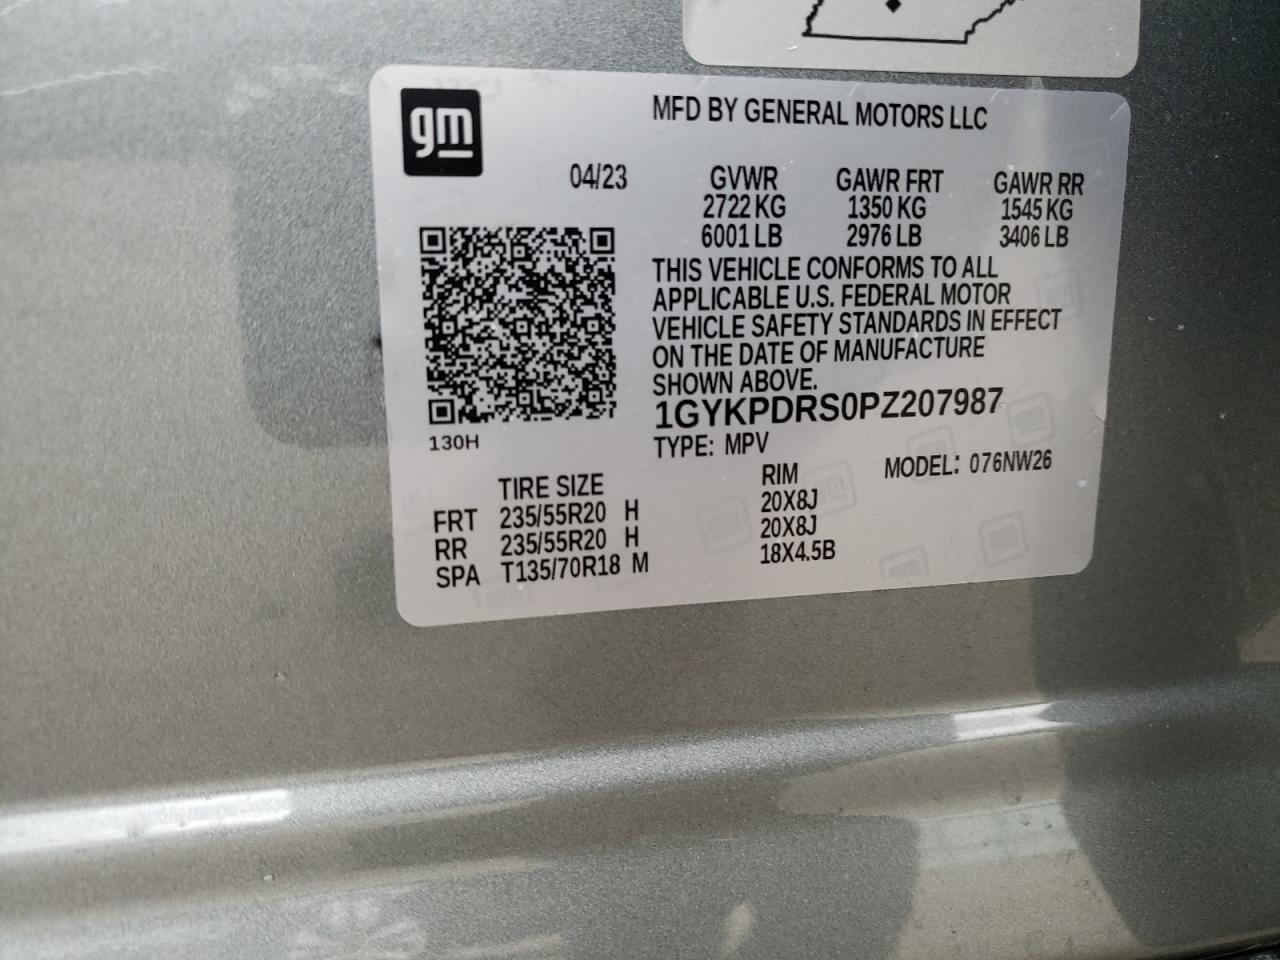 gm
MFD BY GENERAL MOTORS LLC
04/23
GVWR GAWR FRT GAWR RR
2722 KG 1350 KG 1545 KG
6001 LB 2976 LB 3406 LB
THIS VEHICLE CONFORMS TO ALL
APPLICABLE U.S. FEDERAL MOTOR
VEHICLE SAFETY STANDARDS IN EFFECT
ON THE DATE OF MANUFACTURE
SHOWN ABOVE.
1GYKPDRS0PZ207987
130H
TYPE: MPV
MODEL: 076NW26
TIRE SIZE RIM
FRT 235/55R20 H 20X8J
RR 235/55R20 H 20X8J
SPA T135/70R18 M 18X4.5B